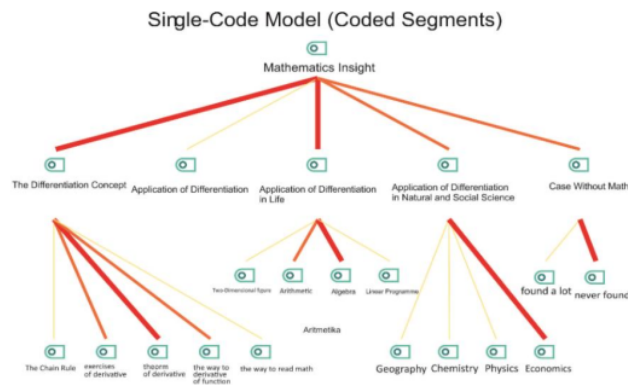 Single-Code Model (Coded Segments)
Mathematics Insight
The Differentiation Concept
Application of Differentiation
Application of Differentiation
in Life
Application of Differentiation
in Natural and Social Science
Case Without Math
Two-Dimensional figure
Arithmetic
Algebra
Linear Programme
found a lot
never found
Aritmetika
The Chain Rule
exercises
of derivative
theprm
of derivative
the way to
derivative
of function
the way to read math
Geography
Chemistry
Physics
Economics